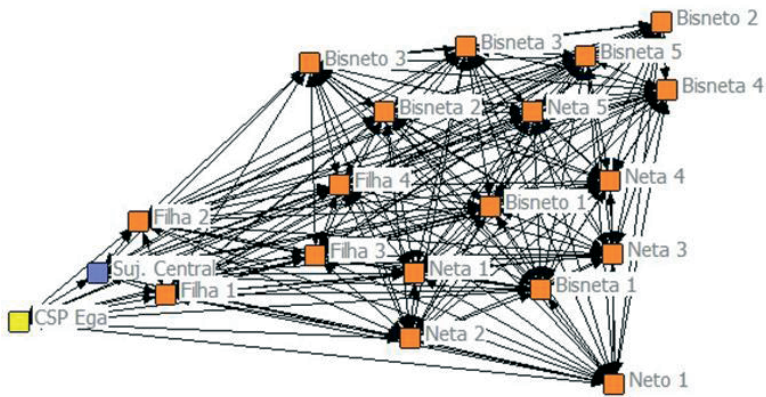 Bisneto 2
Bisneta 3
Bisneto 3
Bisneta 5
Bisneta 4
Bisneta 2
Neta 5
Filha 4
Neta 4
Bisneto 1
Filha 2
Filha 3
Neta 3
Suj. Central
Neta 1
Filha 1
Bisneta 1
CSP Ega
Neta 2
Neto 1